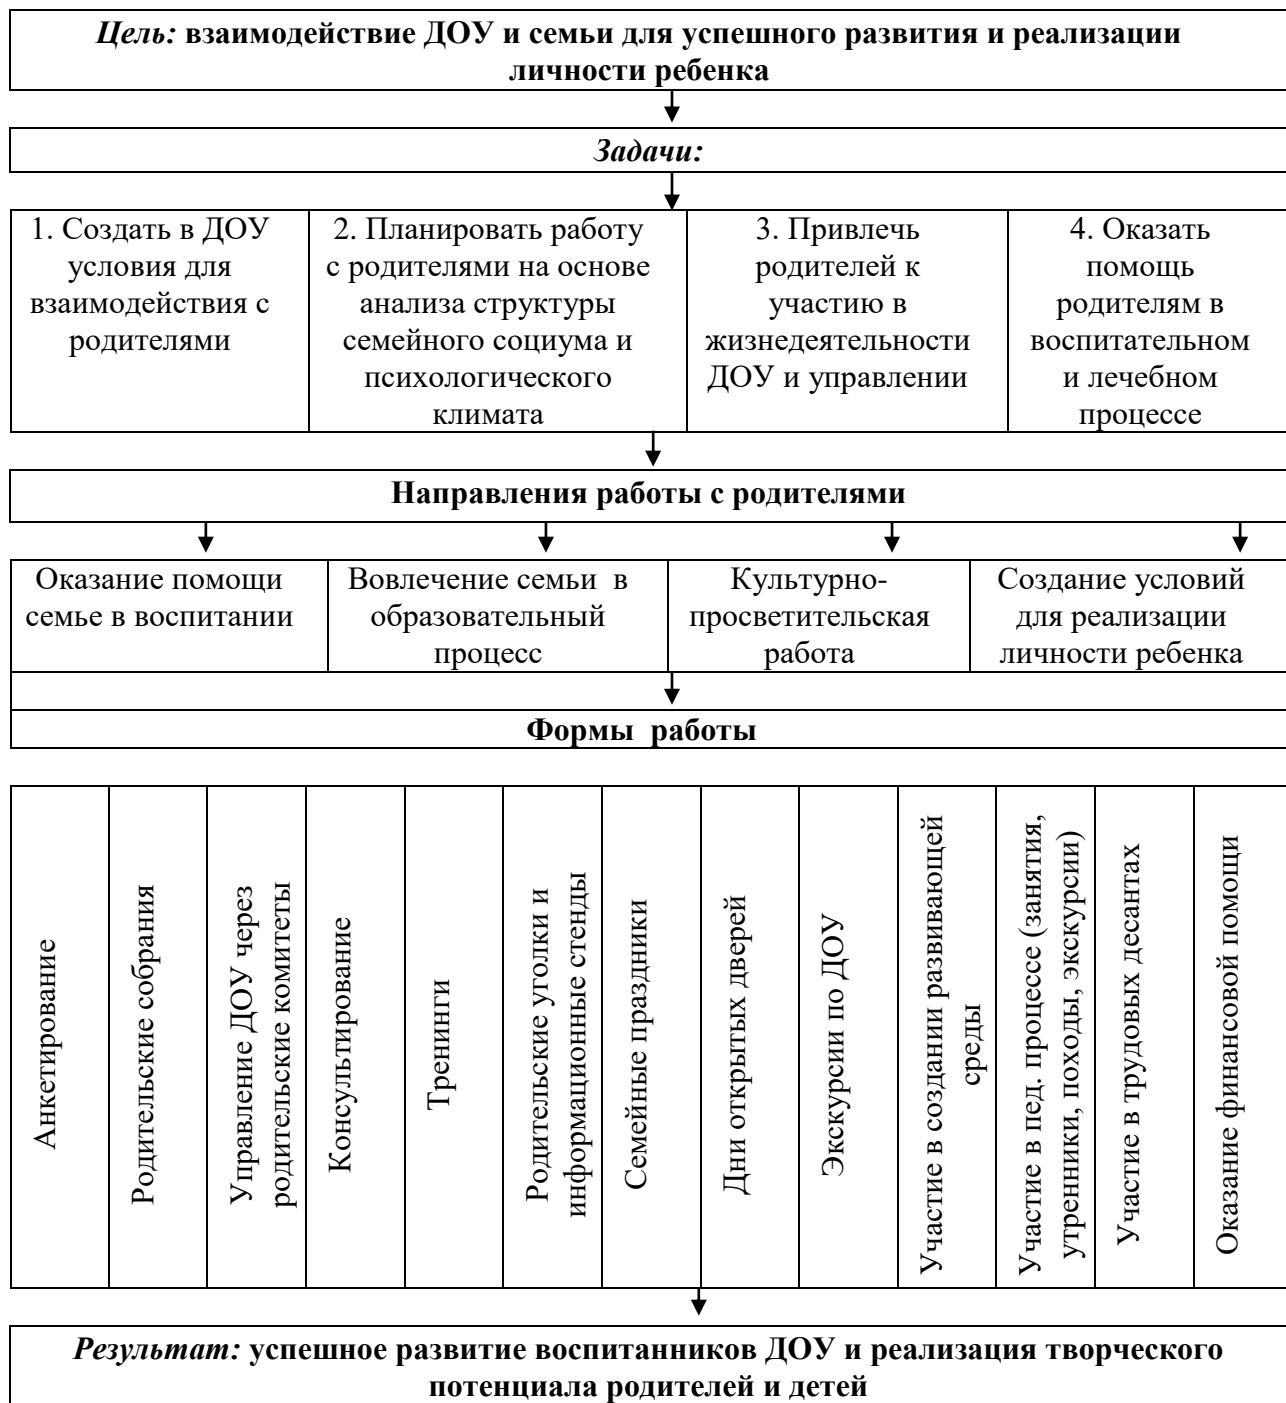 Цель: взаимодействие ДОУ и семьи для успешного развития и реализации
личности ребенка
Задачи:
1. Создать в ДОУ
условия для
взаимодействия с
родителями
2. Планировать работу
с родителями на основе
анализа структуры
семейного социума и
психологического
климата
3. Привлечь
родителей к
участию в
жизнедеятельности
ДОУ и управлении
4. Оказать
помощь
родителям в
воспитательном
и лечебном
процессе
Направления работы с родителями
Оказание помощи
семье в воспитании
Вовлечение семьи в
образовательный
процесс
Культурно-
просветительская
работа
Создание условий
для реализации
личности ребенка
Формы работы
Анкетирование
Родительские собрания
Управление ДОУ через
родительские комитеты
Консультирование
Тренинги
Родительские уголки и
информационные стенды
Семейные праздники
Дни открытых дверей
Экскурсии по ДОУ
Участие в создании развивающей
среды
Участие в пед. процессе (занятия,
утренники, походы, экскурсии)
Участие в трудовых десантах
Оказание финансовой помощи
Результат: успешное развитие воспитанников ДОУ и реализация творческого
потенциала родителей и детей